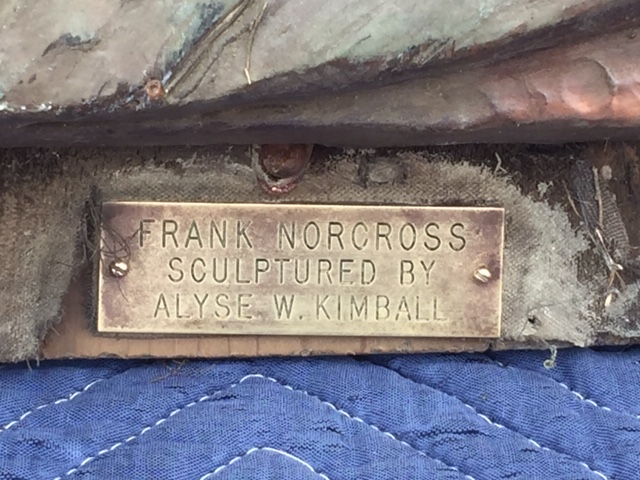 FRANK NORCROSS
SCULPTURED BY
ALYSE W. KIMBALL